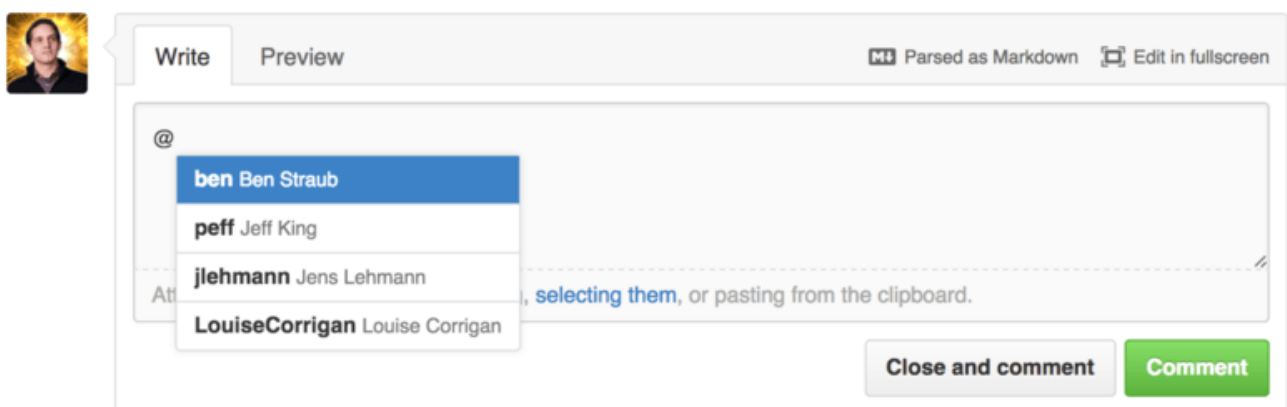 Write Preview Parsed as Markdown Edit in fullscreen
@
ben Ben Straub
peff Jeff King
jlehmann Jens Lehmann
selecting them, or pasting from the clipboard.
LouiseCorrigan Louise Corrigan
Close and comment Comment